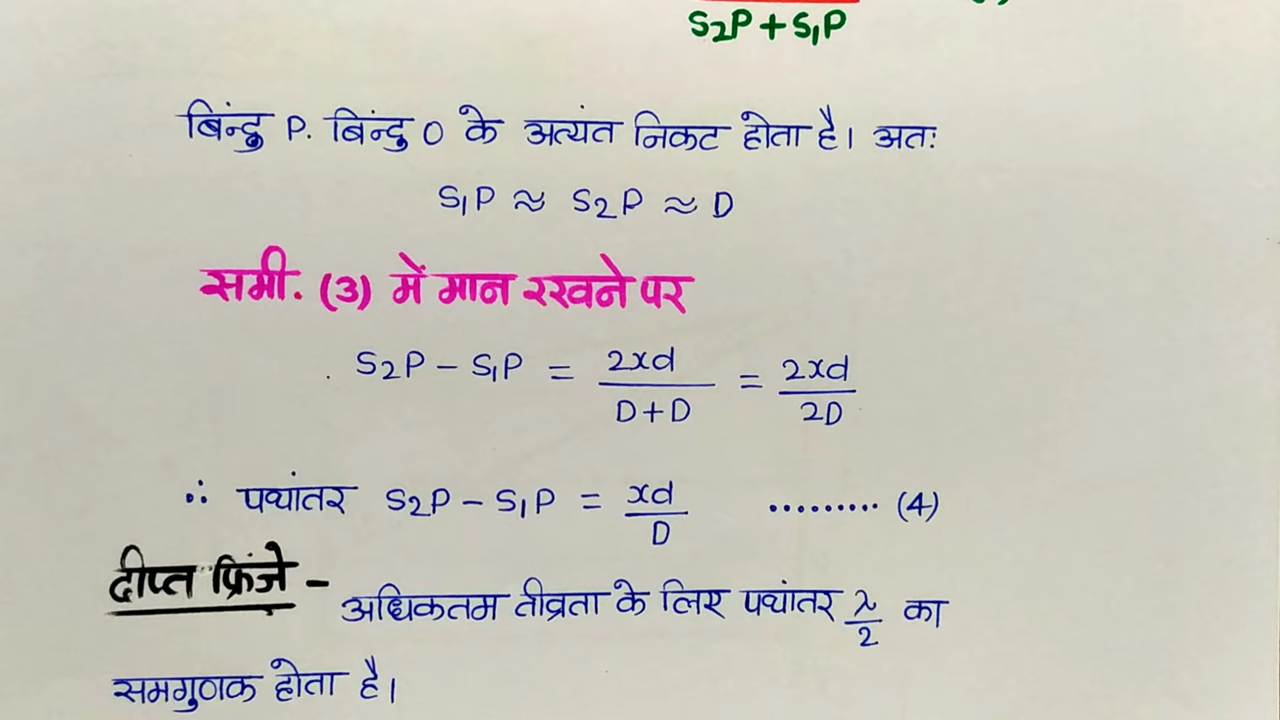 S₂P + S₁P
बिंन्दु P. बिंन्दु O के अत्यंत निकट होता है। अतः
S₁P ≈ S₂P ≈ D
समी. (3) में मान रखने पर
S₂P − S₁P = 2xd / D+D = 2xd / 2D
∴ पथांतर S₂P − S₁P = xd / D ......... (4)
दीप्त फ्रिंजे − अधिकतम तीव्रता के लिए पथांतर λ/2 का
समगुणक होता है।